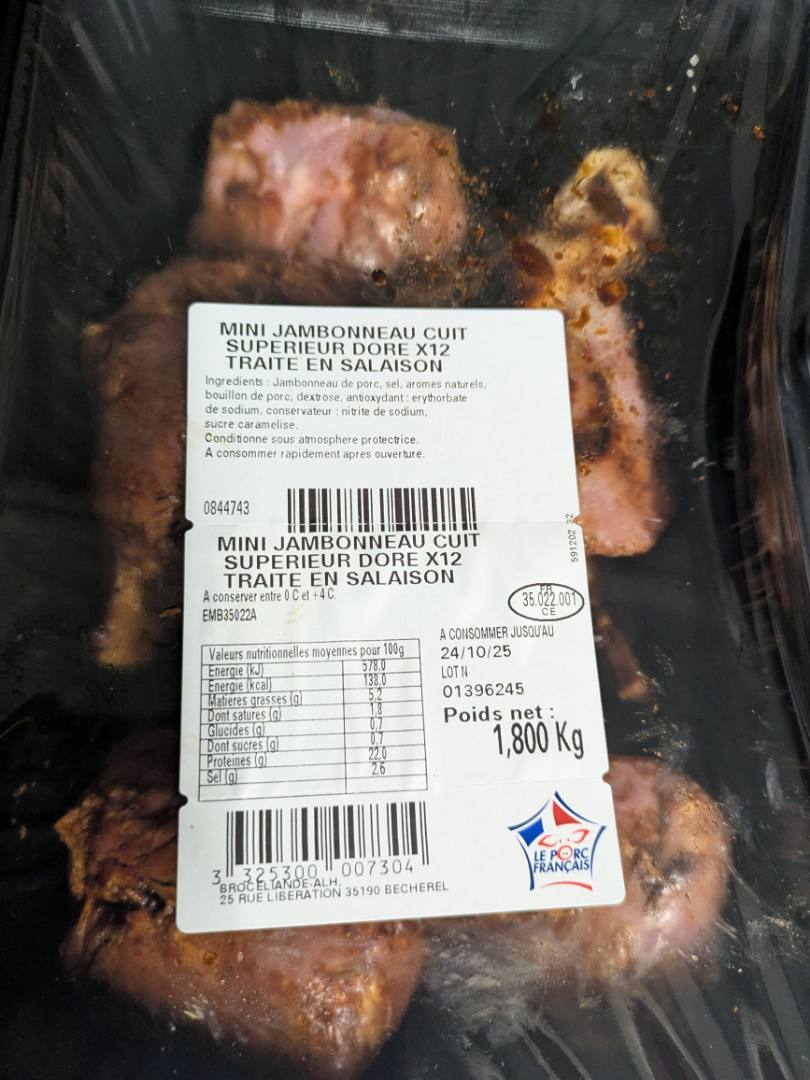 MINI JAMBONNEAU CUIT
SUPERIEUR DORE X12
TRAITE EN SALAISON
Ingredients : Jambonneau de porc, sel, aromes naturels,
bouillon de porc, dextrose, antioxydant : erythorbate
de sodium, conservateur : nitrite de sodium,
sucre caramelise.
Conditionne sous atmosphere protectrice.
A consommer rapidement apres ouverture.
0844743
591202 32
MINI JAMBONNEAU CUIT
SUPERIEUR DORE X12
TRAITE EN SALAISON
A conserver entre 0 C et +4 C.
EMB35022A
FR
35.022.001
CE
A CONSOMMER JUSQU'AU
24/10/25
LOT N
01396245
Poids net :
1,800 Kg
Valeurs nutritionnelles moyennes pour 100g
Energie (kJ) 578.0
Energie (kcal) 138.0
Matieres grasses (g) 5,2
Dont satures (g) 1,8
Glucides (g) 0,7
Dont sucres (g) 0,7
Proteines (g) 22,0
Sel (g) 2,6
3 325300 007304
BROCELIANDE-ALH,
25 RUE LIBERATION 35190 BECHEREL
LE PORC
FRANÇAIS